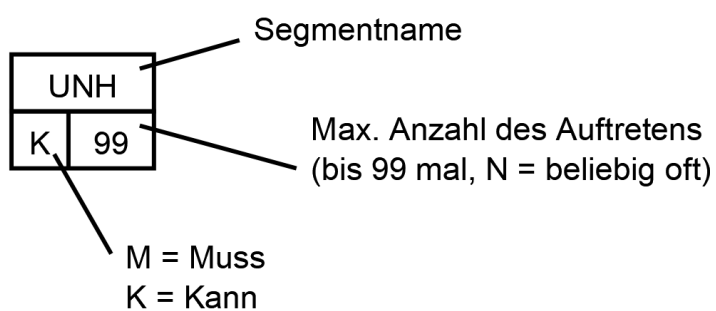 Segmentname
UNH
K 99
Max. Anzahl des Auftretens
(bis 99 mal, N = beliebig oft)
M = Muss
K = Kann